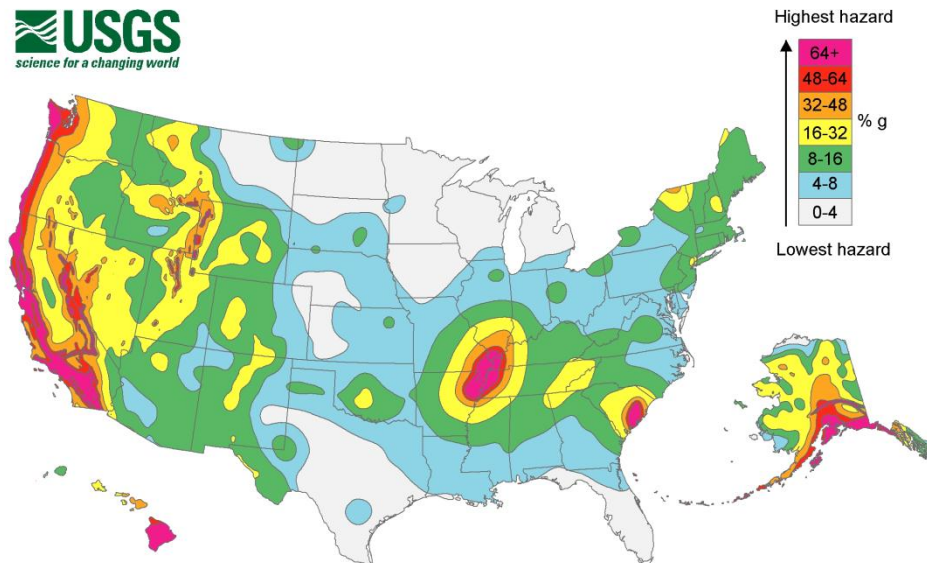 USGS
science for a changing world
Highest hazard
64+
48-64
32-48
16-32
8-16
4-8
0-4
% g
Lowest hazard